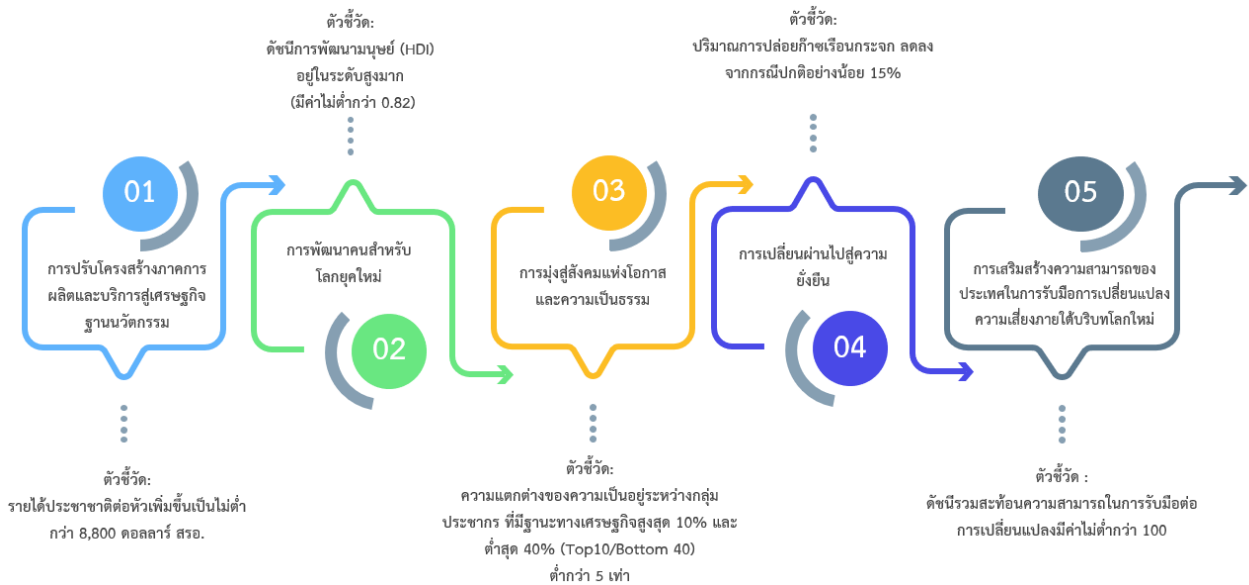 01
การปรับโครงสร้างภาคการ
ผลิตและบริการสู่เศรษฐกิจ
ฐานนวัตกรรม
ตัวชี้วัด:
รายได้ประชาชาติต่อหัวเพิ่มขึ้นเป็นไม่ต่ำ
กว่า 8,800 ดอลลาร์ สรอ.
ตัวชี้วัด:
ดัชนีการพัฒนามนุษย์ (HDI)
อยู่ในระดับสูงมาก
(มีค่าไม่ต่ำกว่า 0.82)
การพัฒนาคนสำหรับ
โลกยุคใหม่
02
03
การมุ่งสู่สังคมแห่งโอกาส
และความเป็นธรรม
ตัวชี้วัด:
ความแตกต่างของความเป็นอยู่ระหว่างกลุ่ม
ประชากร ที่มีฐานะทางเศรษฐกิจสูงสุด 10% และ
ต่ำสุด 40% (Top10/Bottom 40)
ต่ำกว่า 5 เท่า
ตัวชี้วัด:
ปริมาณการปล่อยก๊าซเรือนกระจก ลดลง
จากกรณีปกติอย่างน้อย 15%
การเปลี่ยนผ่านไปสู่ความ
ยั่งยืน
04
05
การเสริมสร้างความสามารถของ
ประเทศในการรับมือการเปลี่ยนแปลง
ความเสี่ยงภายใต้บริบทโลกใหม่
ตัวชี้วัด :
ดัชนีรวมสะท้อนความสามารถในการรับมือต่อ
การเปลี่ยนแปลงมีค่าไม่ต่ำกว่า 100